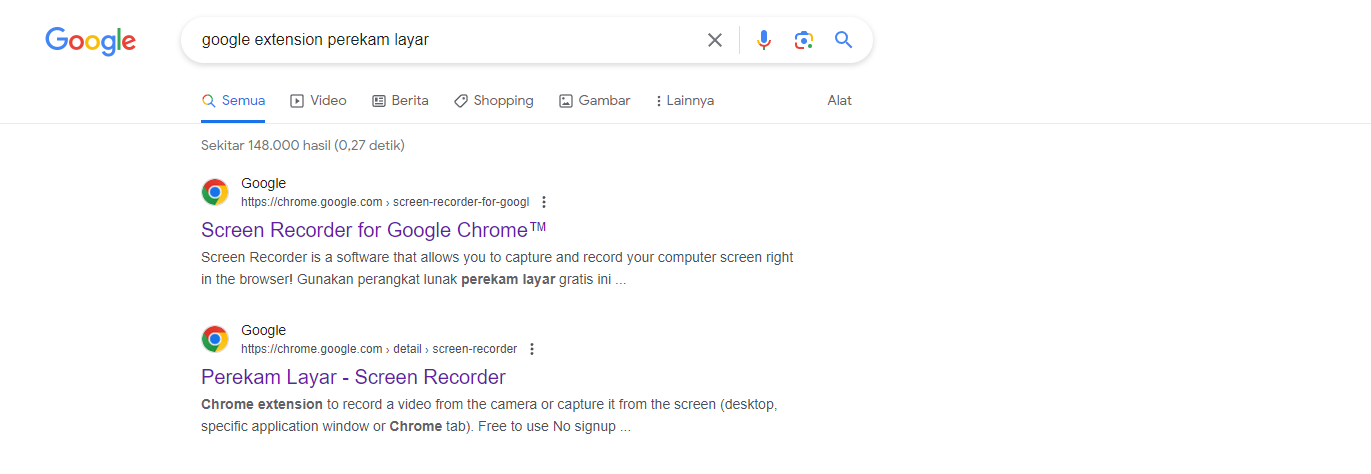 Google
google extension perekam layar
Semua Video Berita Shopping Gambar Lainnya Alat
Sekitar 148.000 hasil (0,27 detik)
Google
https://chrome.google.com › screen-recorder-for-googl
Screen Recorder for Google Chrome™
Screen Recorder is a software that allows you to capture and record your computer screen right
in the browser! Gunakan perangkat lunak perekam layar gratis ini ...
Google
https://chrome.google.com › detail › screen-recorder
Perekam Layar - Screen Recorder
Chrome extension to record a video from the camera or capture it from the screen (desktop,
specific application window or Chrome tab). Free to use No signup ...